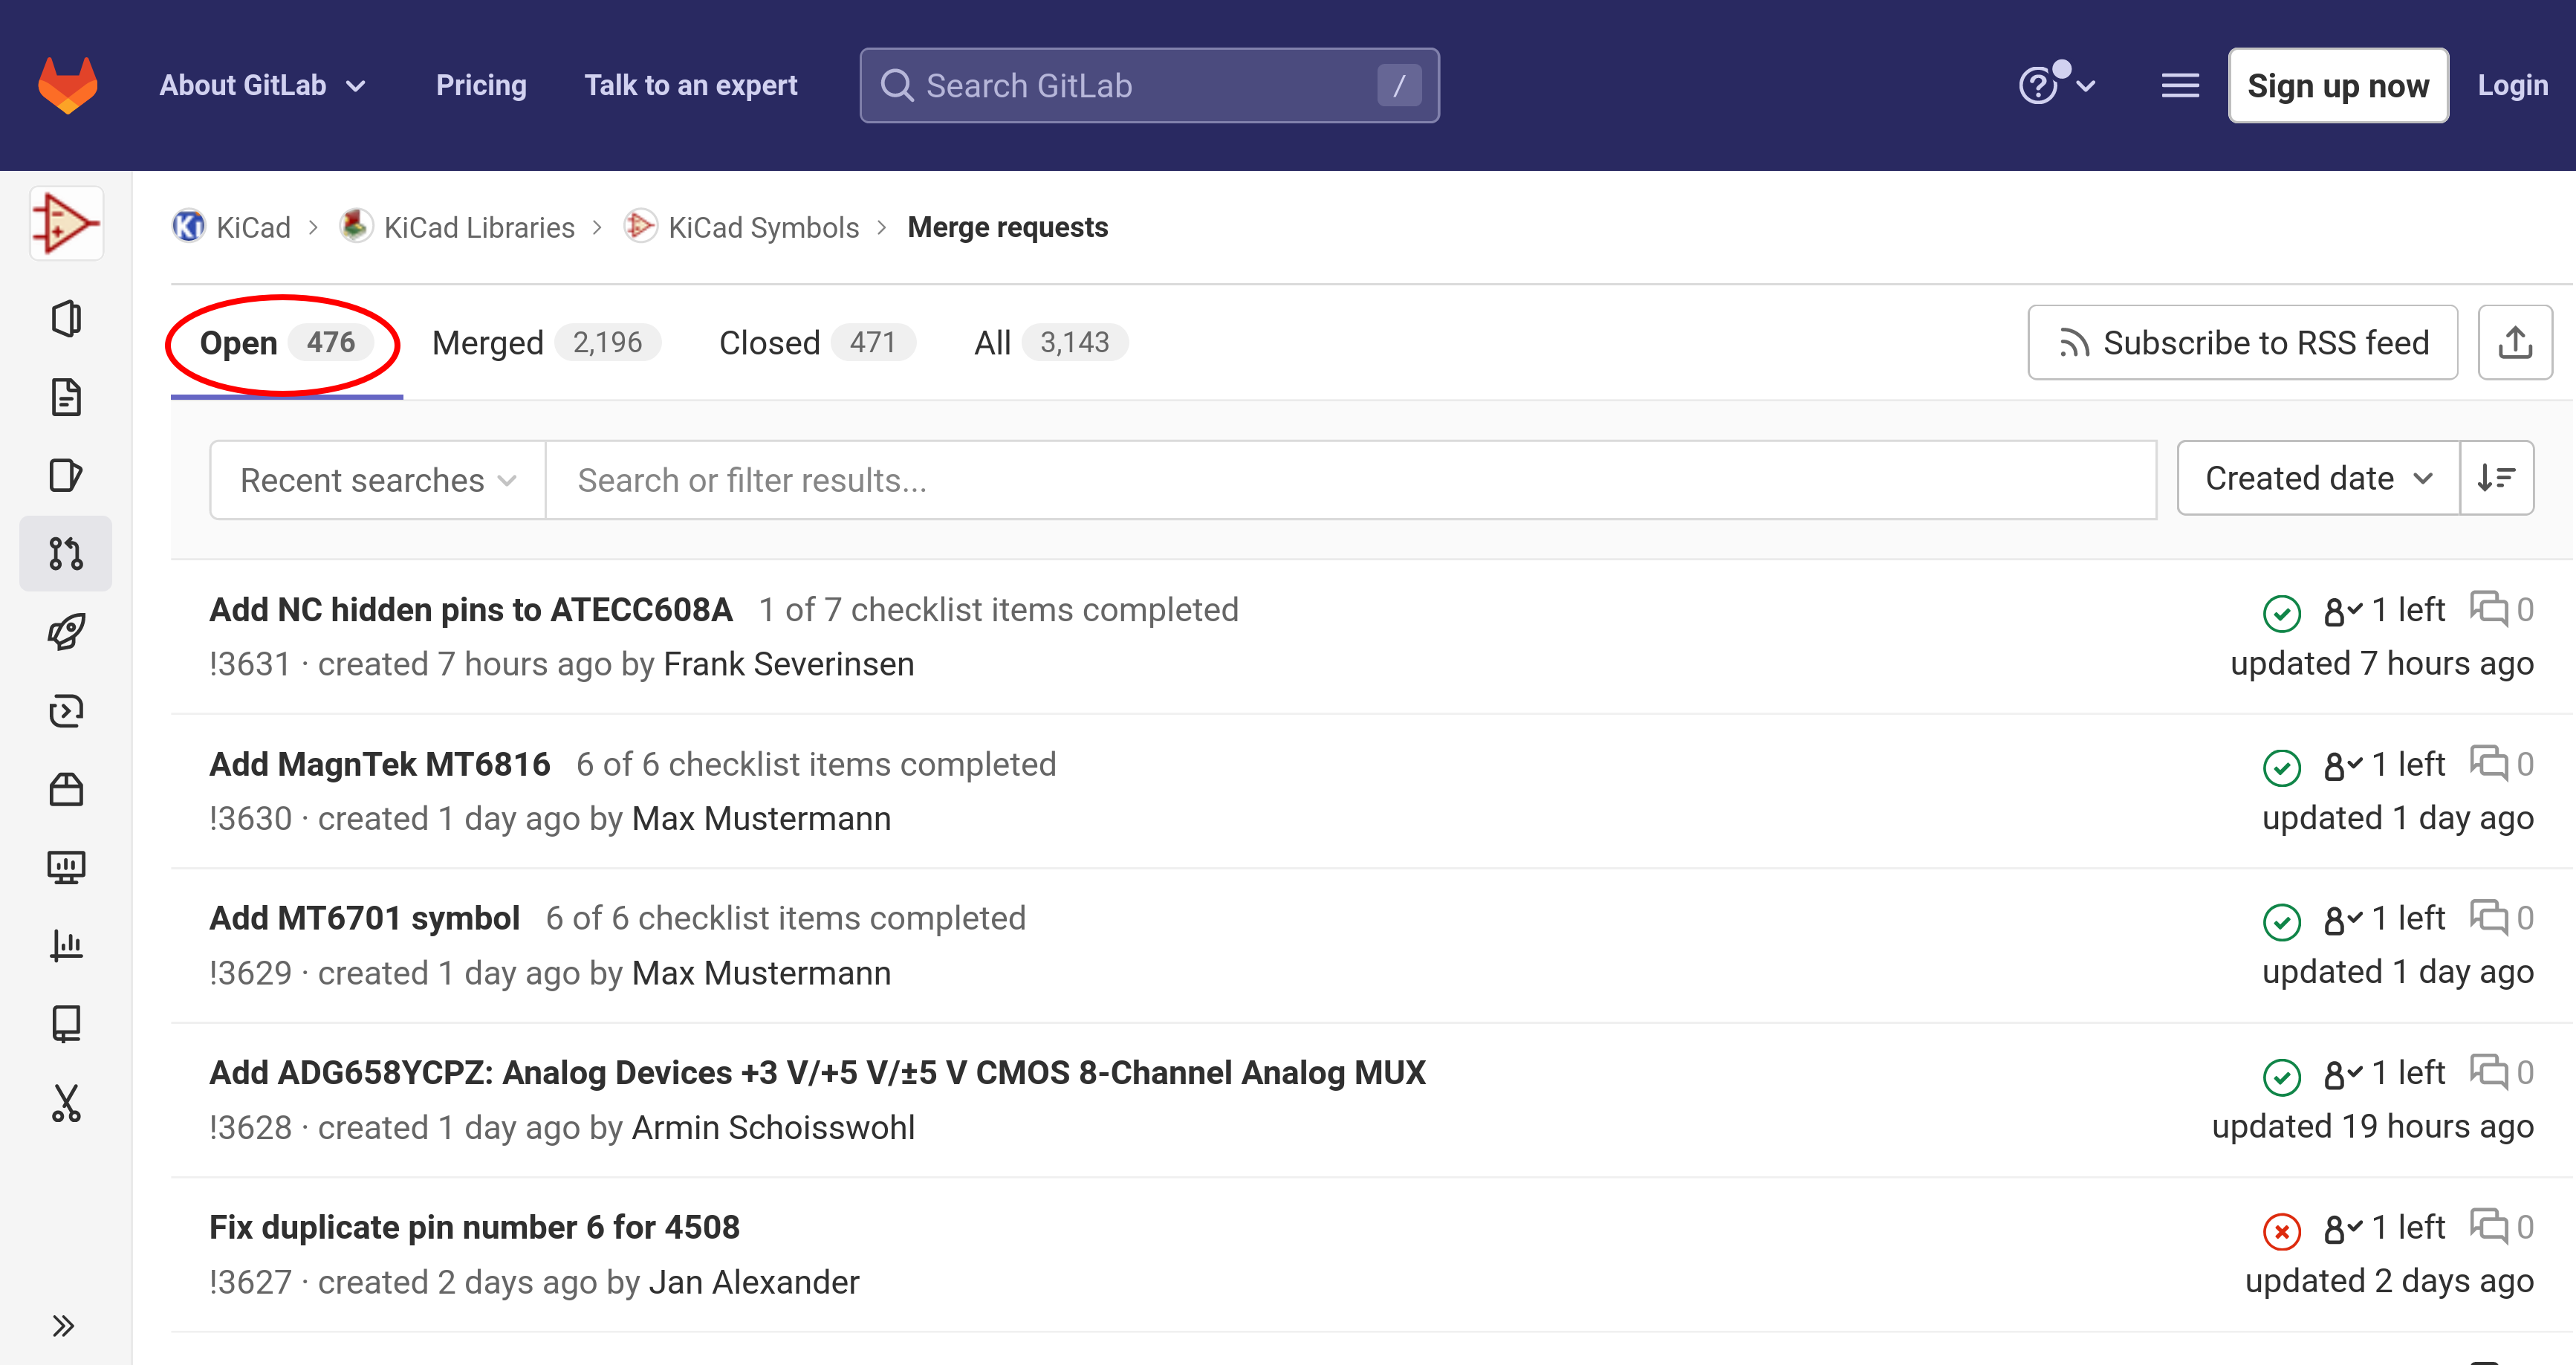 About GitLab Pricing Talk to an expert Search GitLab / Sign up now Login
KiCad > KiCad Libraries > KiCad Symbols > Merge requests
Open 476 Merged 2,196 Closed 471 All 3,143 Subscribe to RSS feed
Recent searches Search or filter results... Created date
Add NC hidden pins to ATECC608A 1 of 7 checklist items completed 1 left 0
!3631 · created 7 hours ago by Frank Severinsen updated 7 hours ago
Add MagnTek MT6816 6 of 6 checklist items completed 1 left 0
!3630 · created 1 day ago by Max Mustermann updated 1 day ago
Add MT6701 symbol 6 of 6 checklist items completed 1 left 0
!3629 · created 1 day ago by Max Mustermann updated 1 day ago
Add ADG658YCPZ: Analog Devices +3 V/+5 V/±5 V CMOS 8-Channel Analog MUX 1 left 0
!3628 · created 1 day ago by Armin Schoisswohl updated 19 hours ago
Fix duplicate pin number 6 for 4508 1 left 0
!3627 · created 2 days ago by Jan Alexander updated 2 days ago